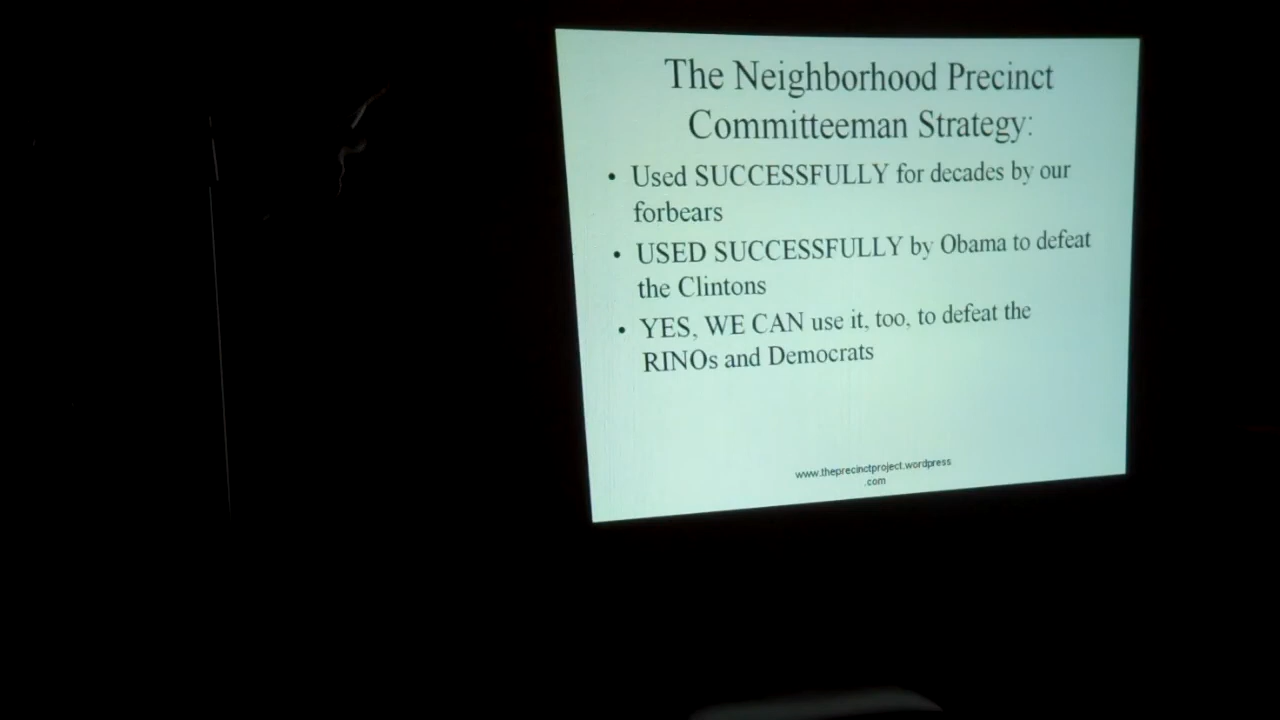 The Neighborhood Precinct
Committeeman Strategy:
• Used SUCCESSFULLY for decades by our
forbears
• USED SUCCESSFULLY by Obama to defeat
the Clintons
• YES, WE CAN use it, too, to defeat the
RINOs and Democrats
www.theprecinctproject.wordpress
.com